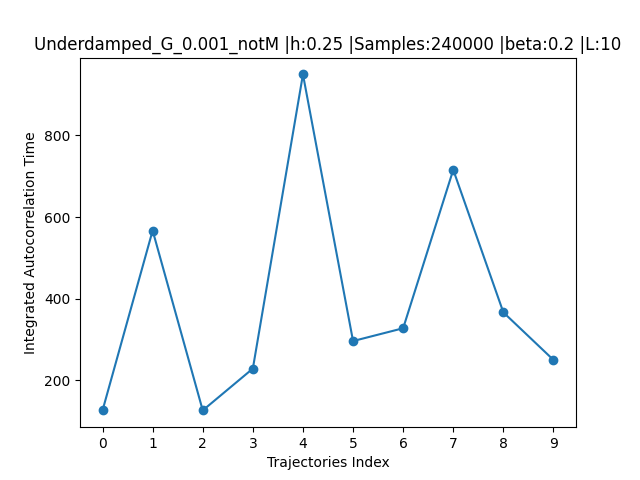 Underdamped_G_0.001_notM |h:0.25 |Samples:240000 |beta:0.2 |L:10
Integrated Autocorrelation Time
800
600
400
200
0 1 2 3 4 5 6 7 8 9
Trajectories Index